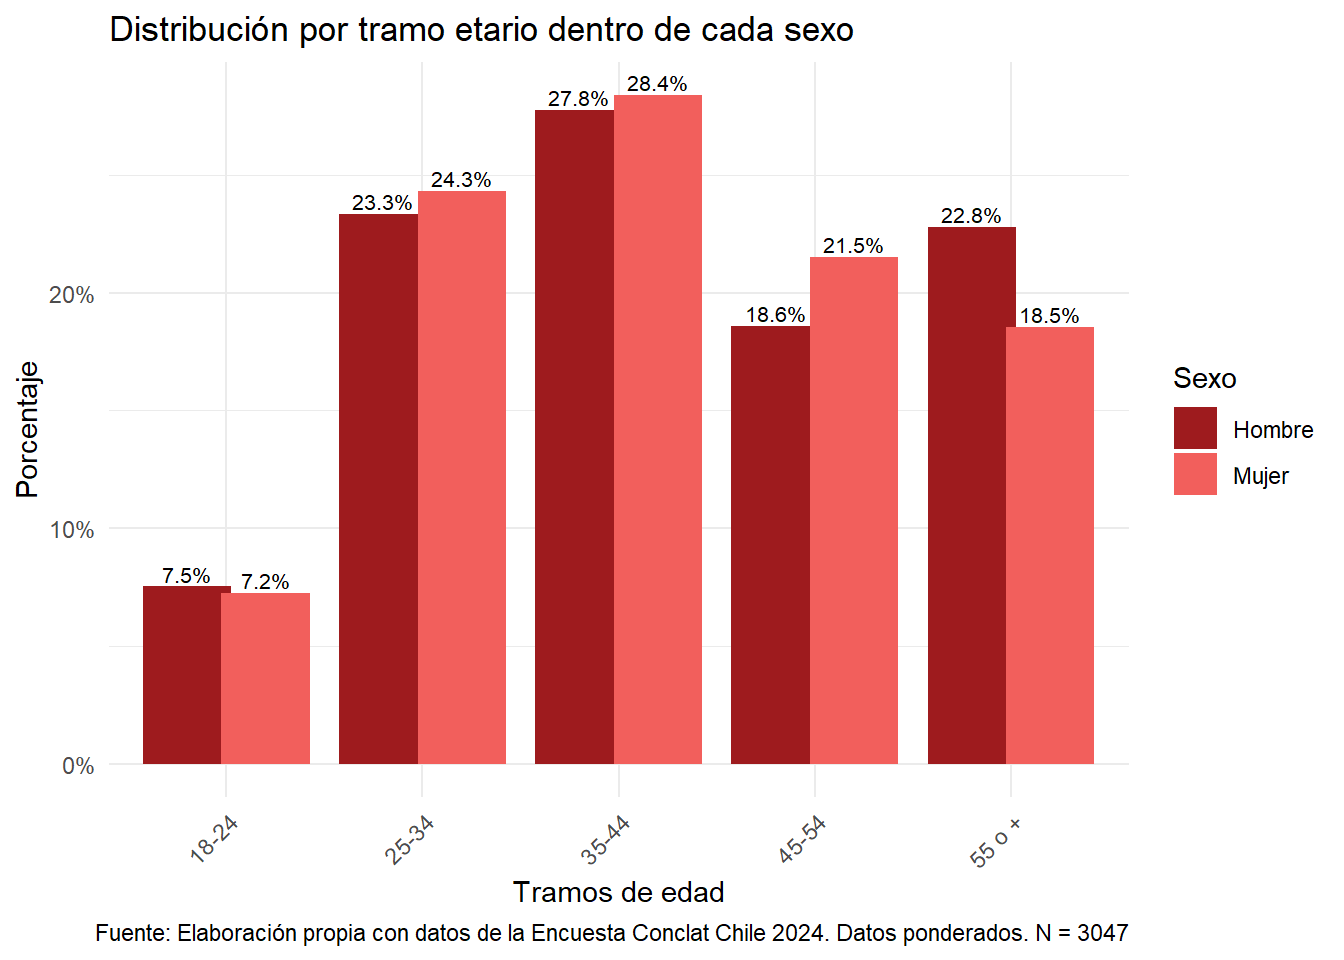 Distribución por tramo etario dentro de cada sexo
28.4%
27.8%
24.3%
23.3%
22.8%
21.5%
20%
18.6%
18.5%
Porcentaje
Sexo
Hombre
Mujer
10%
7.5%
7.2%
0%
18-24
25-34
35-44
45-54
55 o +
Tramos de edad
Fuente: Elaboración propia con datos de la Encuesta Conclat Chile 2024. Datos ponderados. N = 3047